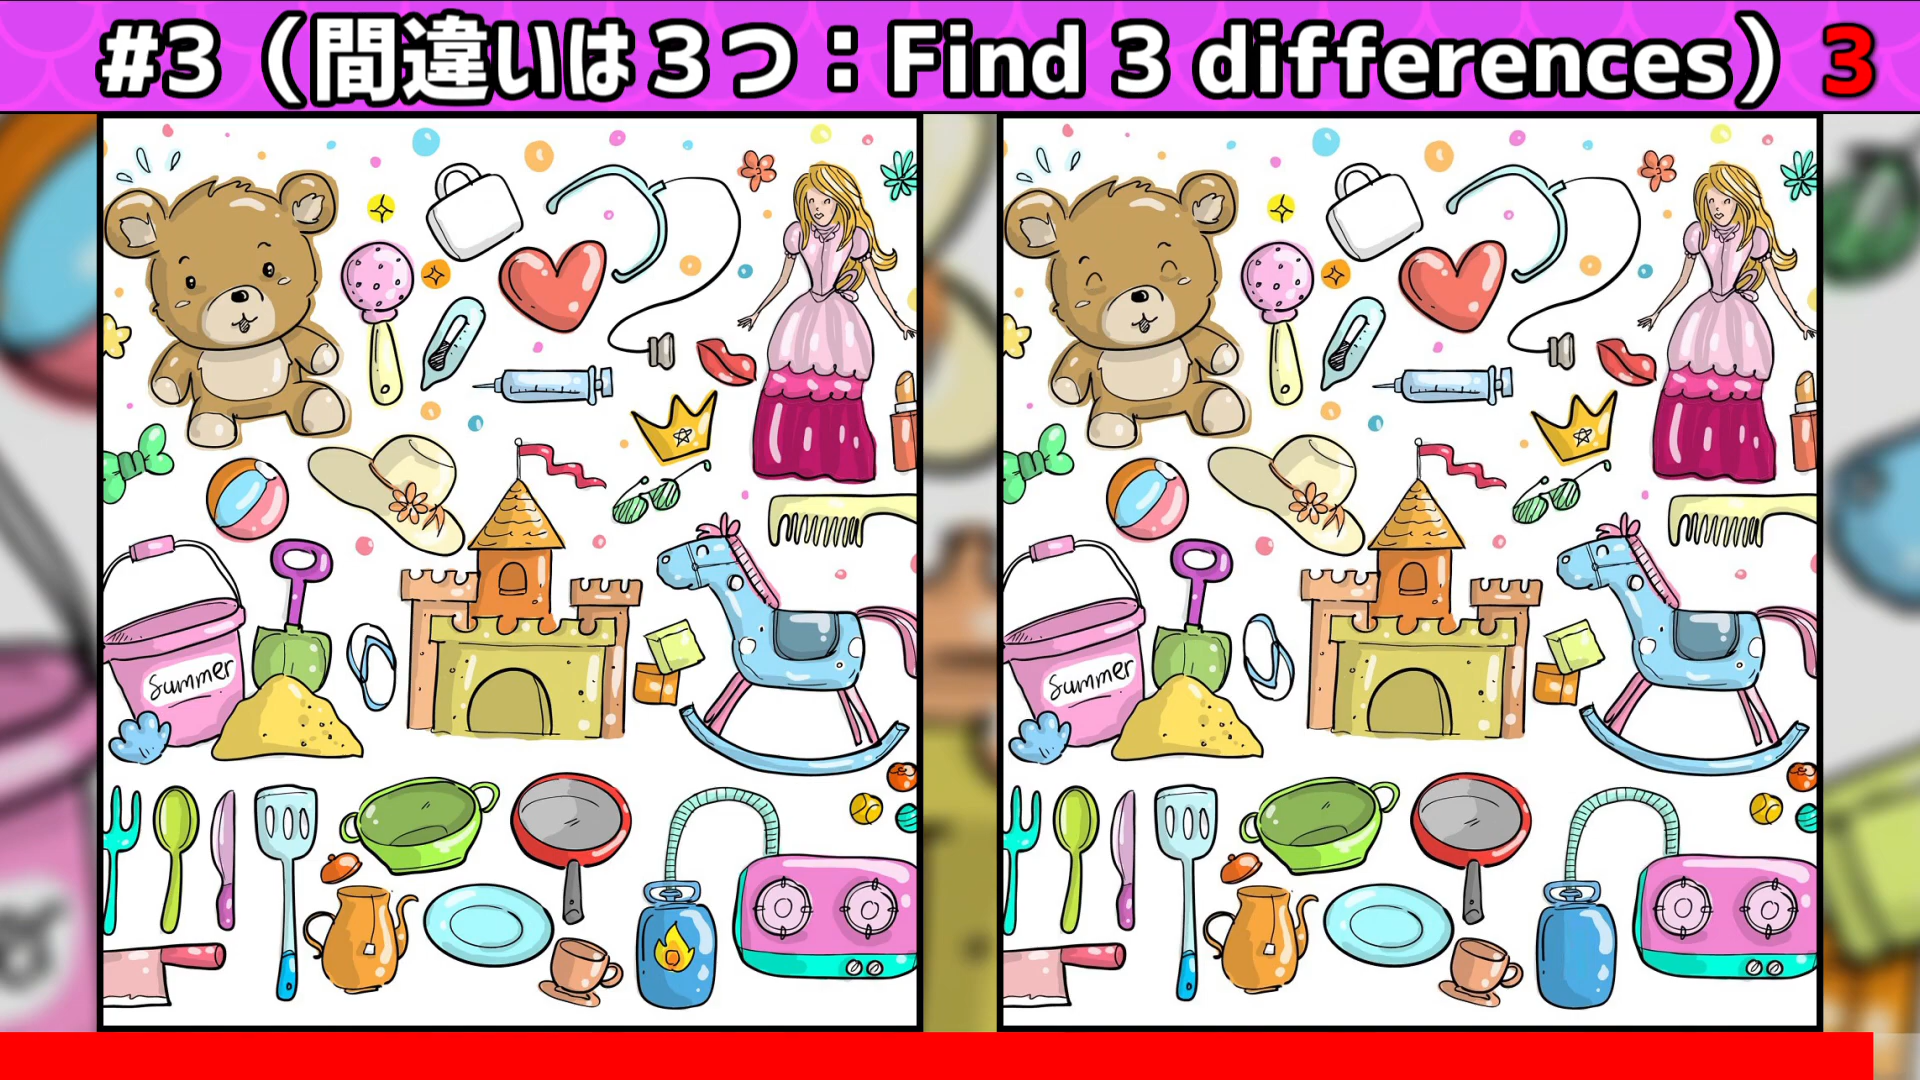 #3（間違いは３つ：Find 3 differences）3
Summer
Summer